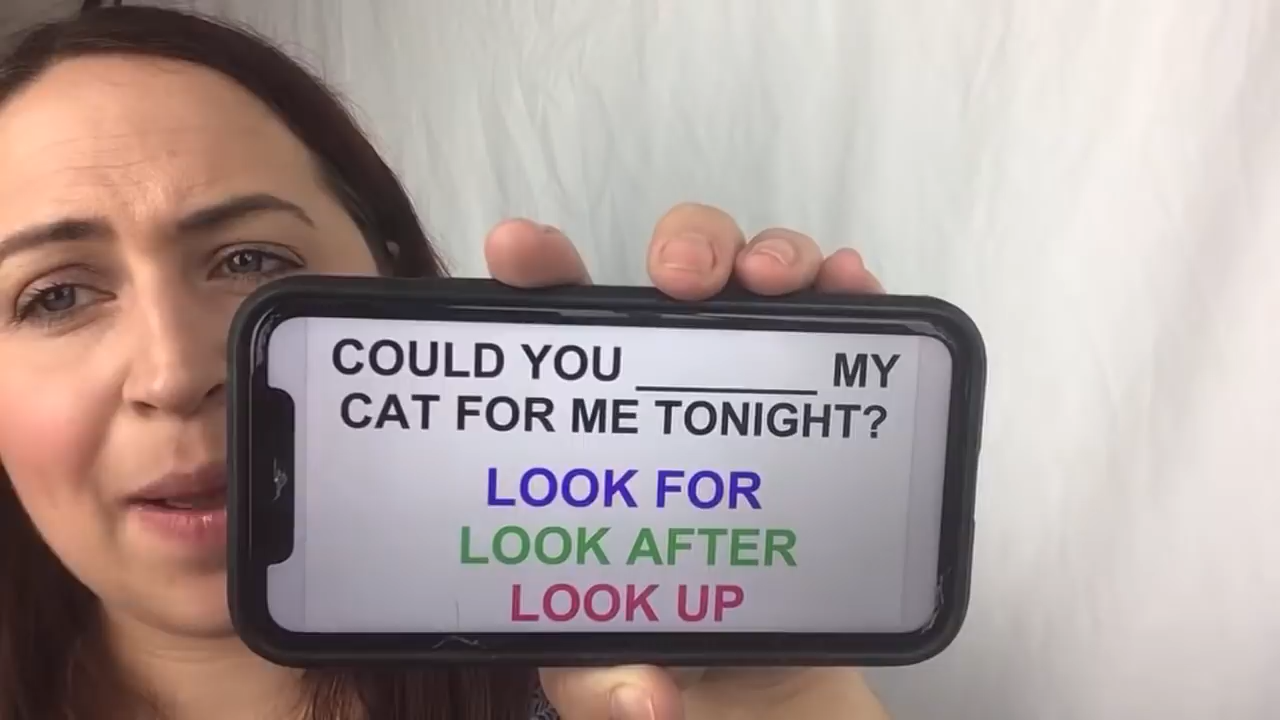 COULD YOU ________ MY
CAT FOR ME TONIGHT?
LOOK FOR
LOOK AFTER
LOOK UP